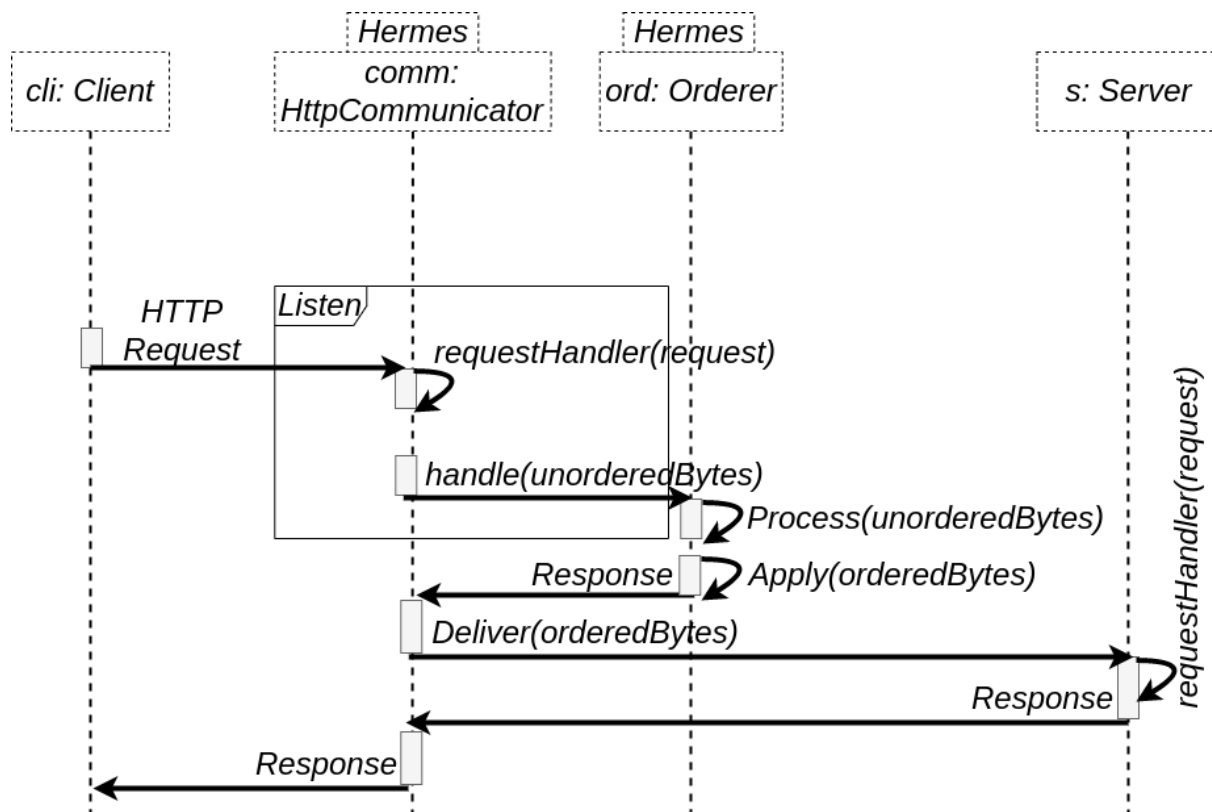 Hermes
Hermes
cli: Client
comm:
HttpCommunicator
ord: Orderer
s: Server
Listen
HTTP
Request
requestHandler(request)
handle(unorderedBytes)
Process(unorderedBytes)
requestHandler(request)
Response
Apply(orderedBytes)
Deliver(orderedBytes)
Response
Response